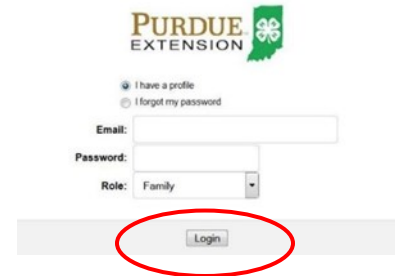 PURDUE
EXTENSION
I have a profile
I forgot my password
Email:
Password:
Role: Family
Login